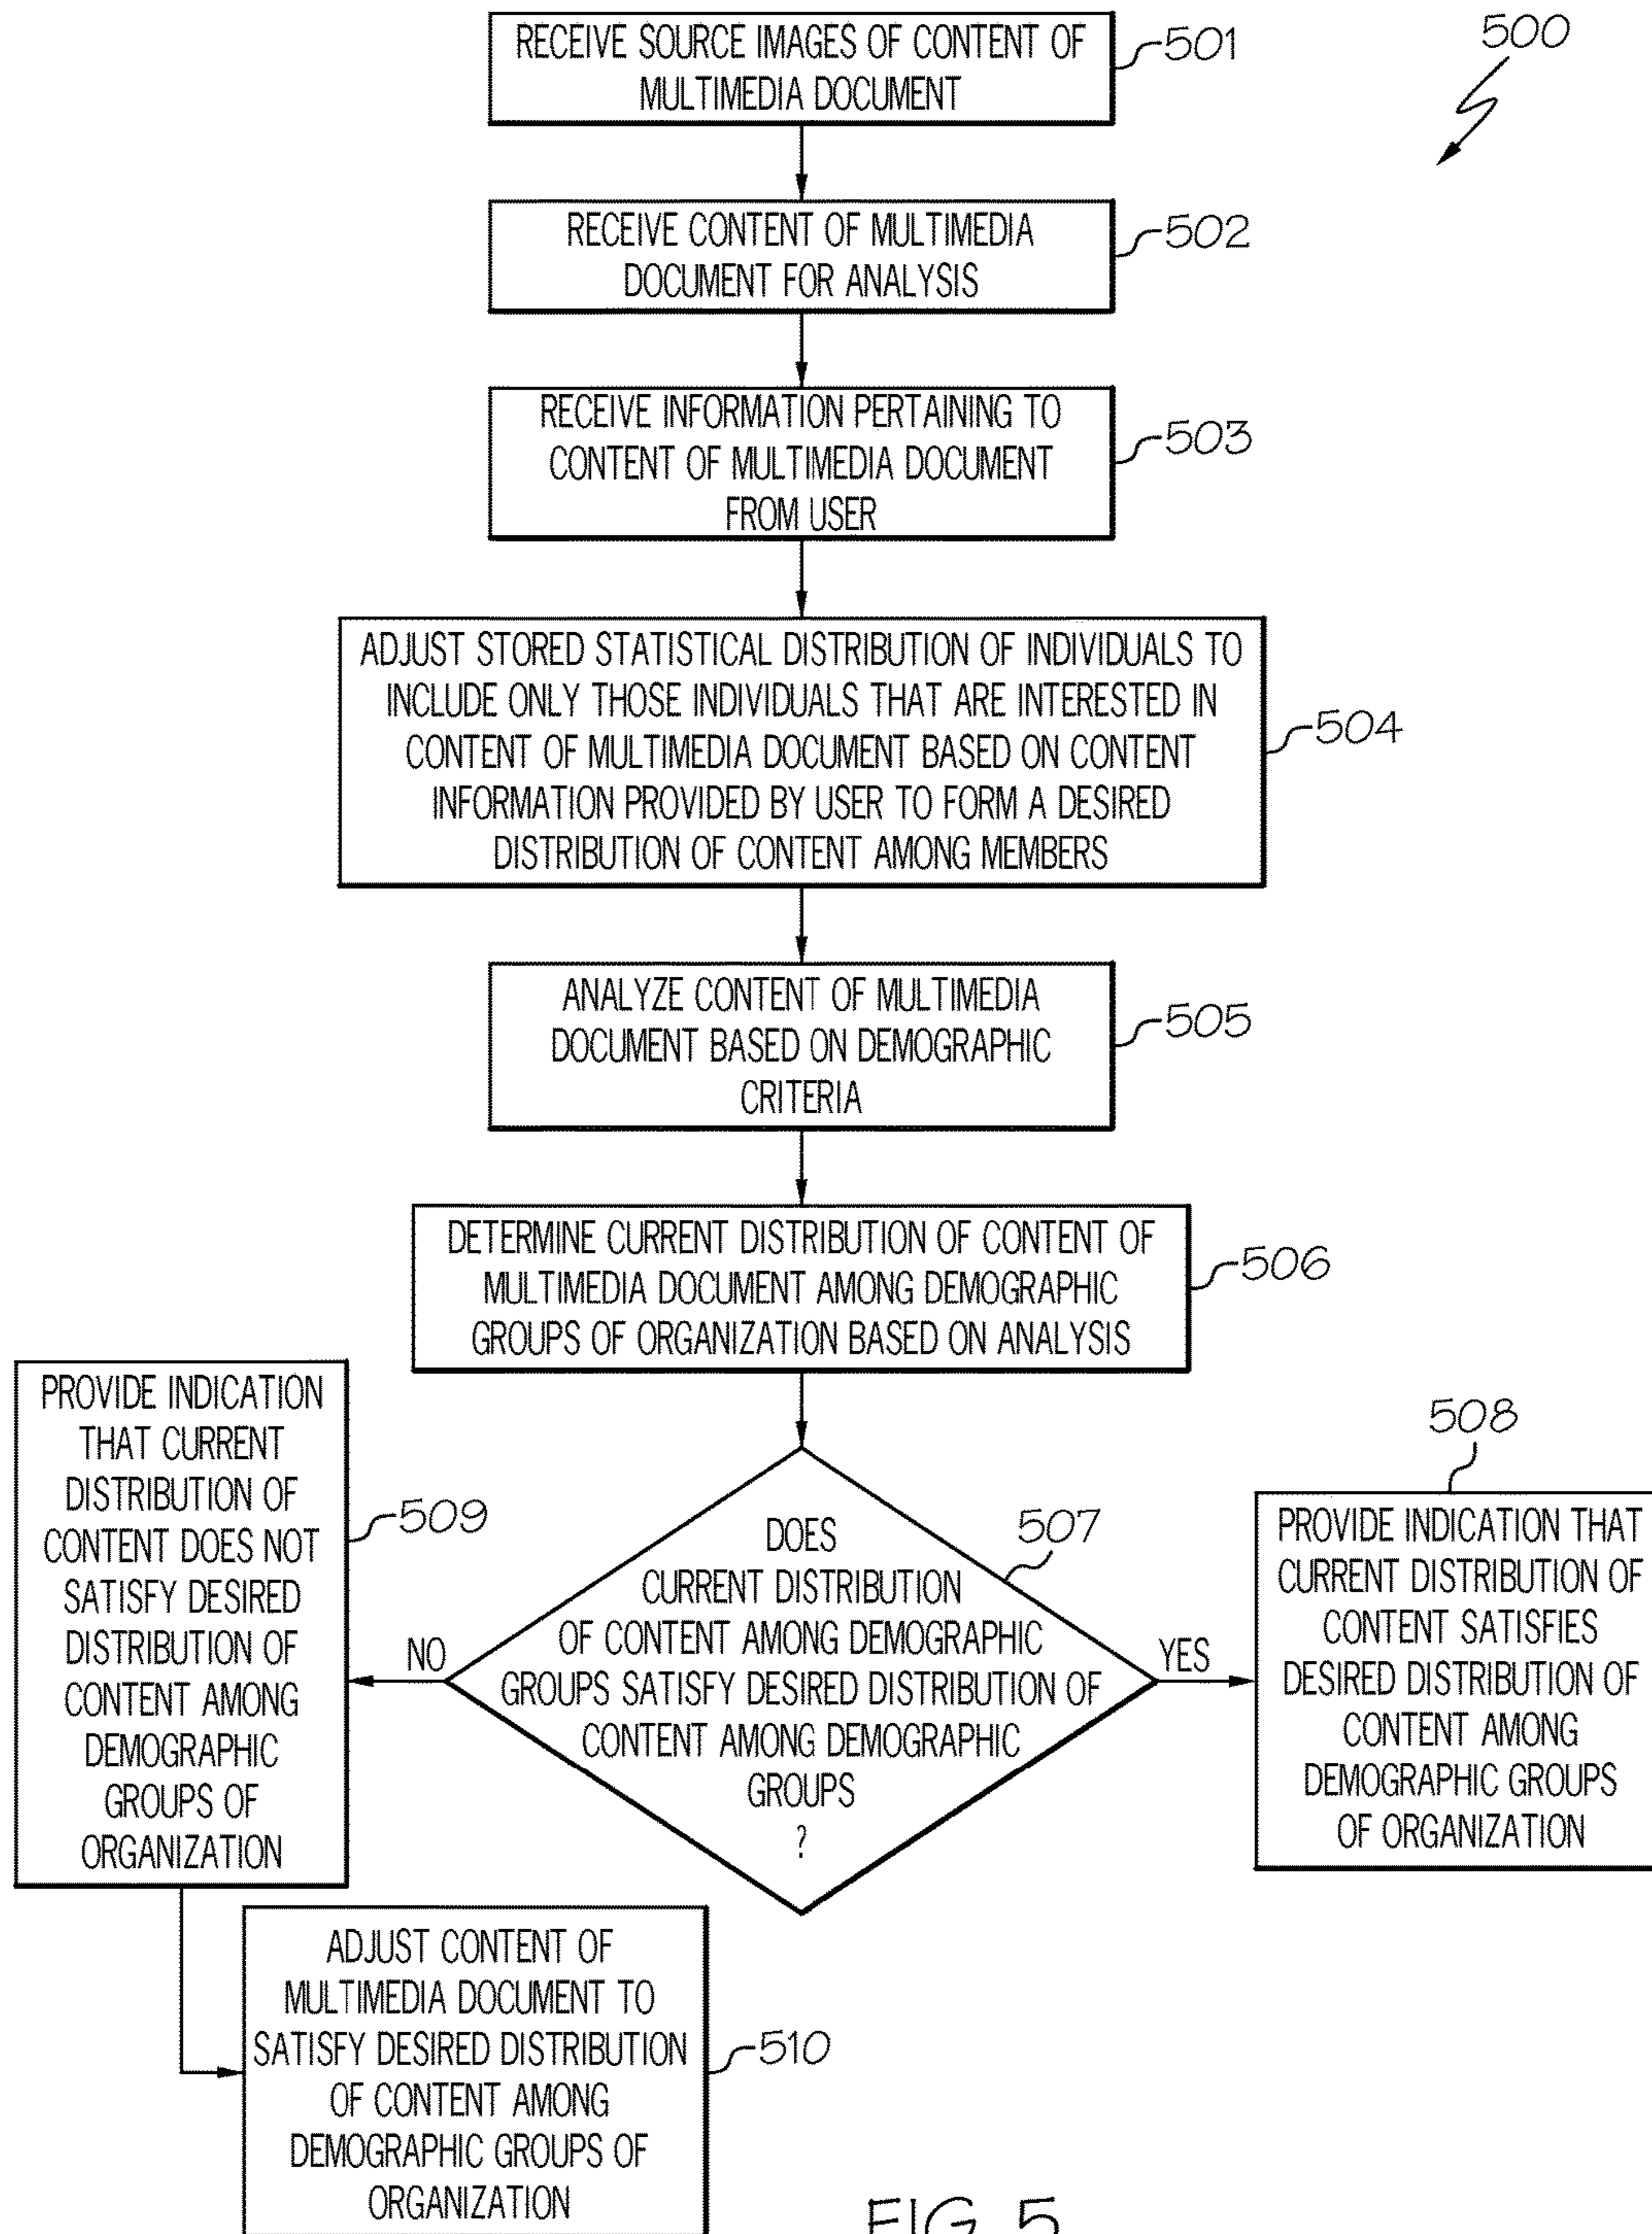 500
RECEIVE SOURCE IMAGES OF CONTENT OF
MULTIMEDIA DOCUMENT
501
RECEIVE CONTENT OF MULTIMEDIA
DOCUMENT FOR ANALYSIS
502
RECEIVE INFORMATION PERTAINING TO
CONTENT OF MULTIMEDIA DOCUMENT
FROM USER
503
ADJUST STORED STATISTICAL DISTRIBUTION OF INDIVIDUALS TO
INCLUDE ONLY THOSE INDIVIDUALS THAT ARE INTERESTED IN
CONTENT OF MULTIMEDIA DOCUMENT BASED ON CONTENT
INFORMATION PROVIDED BY USER TO FORM A DESIRED
DISTRIBUTION OF CONTENT AMONG MEMBERS
504
ANALYZE CONTENT OF MULTIMEDIA
DOCUMENT BASED ON DEMOGRAPHIC
CRITERIA
505
DETERMINE CURRENT DISTRIBUTION OF CONTENT OF
MULTIMEDIA DOCUMENT AMONG DEMOGRAPHIC
GROUPS OF ORGANIZATION BASED ON ANALYSIS
506
DOES
CURRENT DISTRIBUTION
OF CONTENT AMONG DEMOGRAPHIC
GROUPS SATISFY DESIRED DISTRIBUTION OF
CONTENT AMONG DEMOGRAPHIC
GROUPS
?
507
YES
508
PROVIDE INDICATION THAT
CURRENT DISTRIBUTION OF
CONTENT SATISFIES
DESIRED DISTRIBUTION OF
CONTENT AMONG
DEMOGRAPHIC GROUPS
OF ORGANIZATION
NO
PROVIDE INDICATION
THAT CURRENT
DISTRIBUTION OF
CONTENT DOES NOT
SATISFY DESIRED
DISTRIBUTION OF
CONTENT AMONG
DEMOGRAPHIC
GROUPS OF
ORGANIZATION
509
ADJUST CONTENT OF
MULTIMEDIA DOCUMENT TO
SATISFY DESIRED DISTRIBUTION
OF CONTENT AMONG
DEMOGRAPHIC GROUPS OF
ORGANIZATION
510
FIG. 5